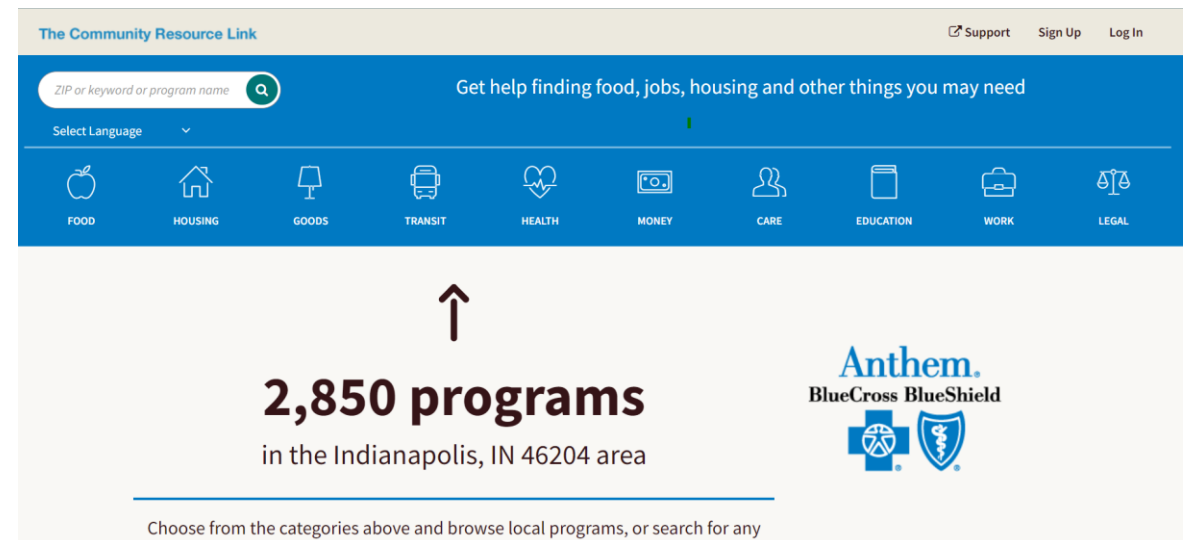 The Community Resource Link
Support Sign Up Log In
ZIP or keyword or program name
Get help finding food, jobs, housing and other things you may need
Select Language
FOOD HOUSING GOODS TRANSIT HEALTH MONEY CARE EDUCATION WORK LEGAL
2,850 programs
in the Indianapolis, IN 46204 area
Anthem.
BlueCross BlueShield
Choose from the categories above and browse local programs, or search for any